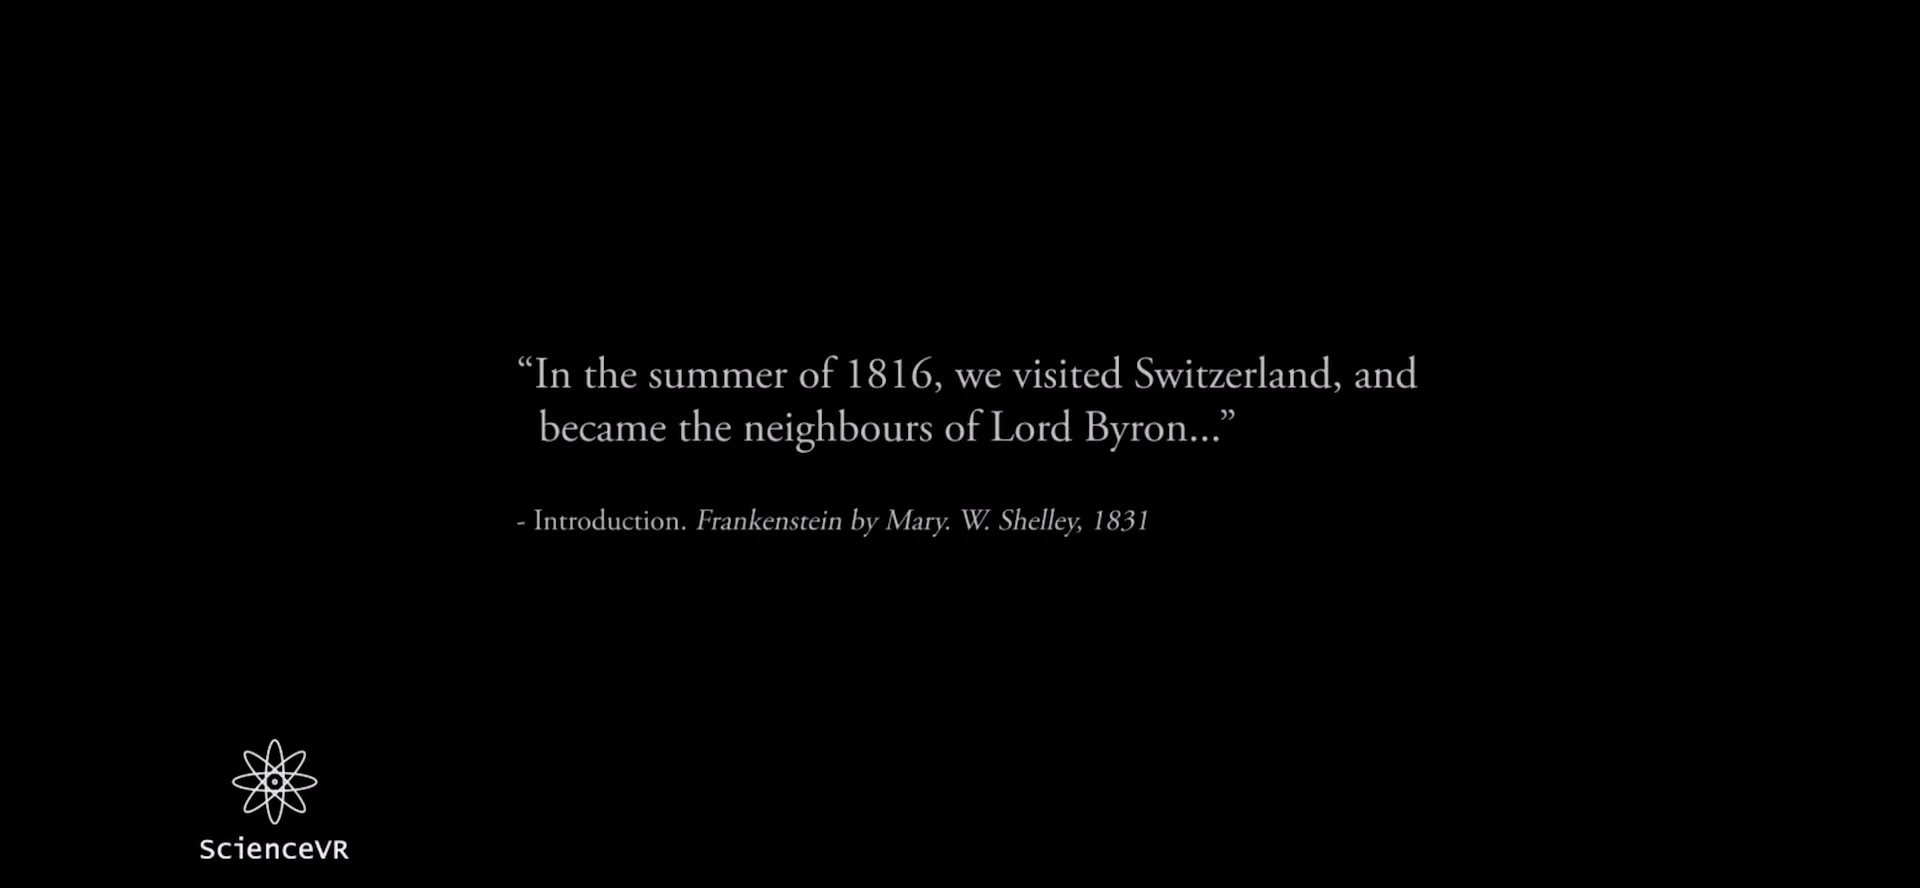 “In the summer of 1816, we visited Switzerland, and
became the neighbours of Lord Byron...”
- Introduction. Frankenstein by Mary. W. Shelley, 1831
ScienceVR